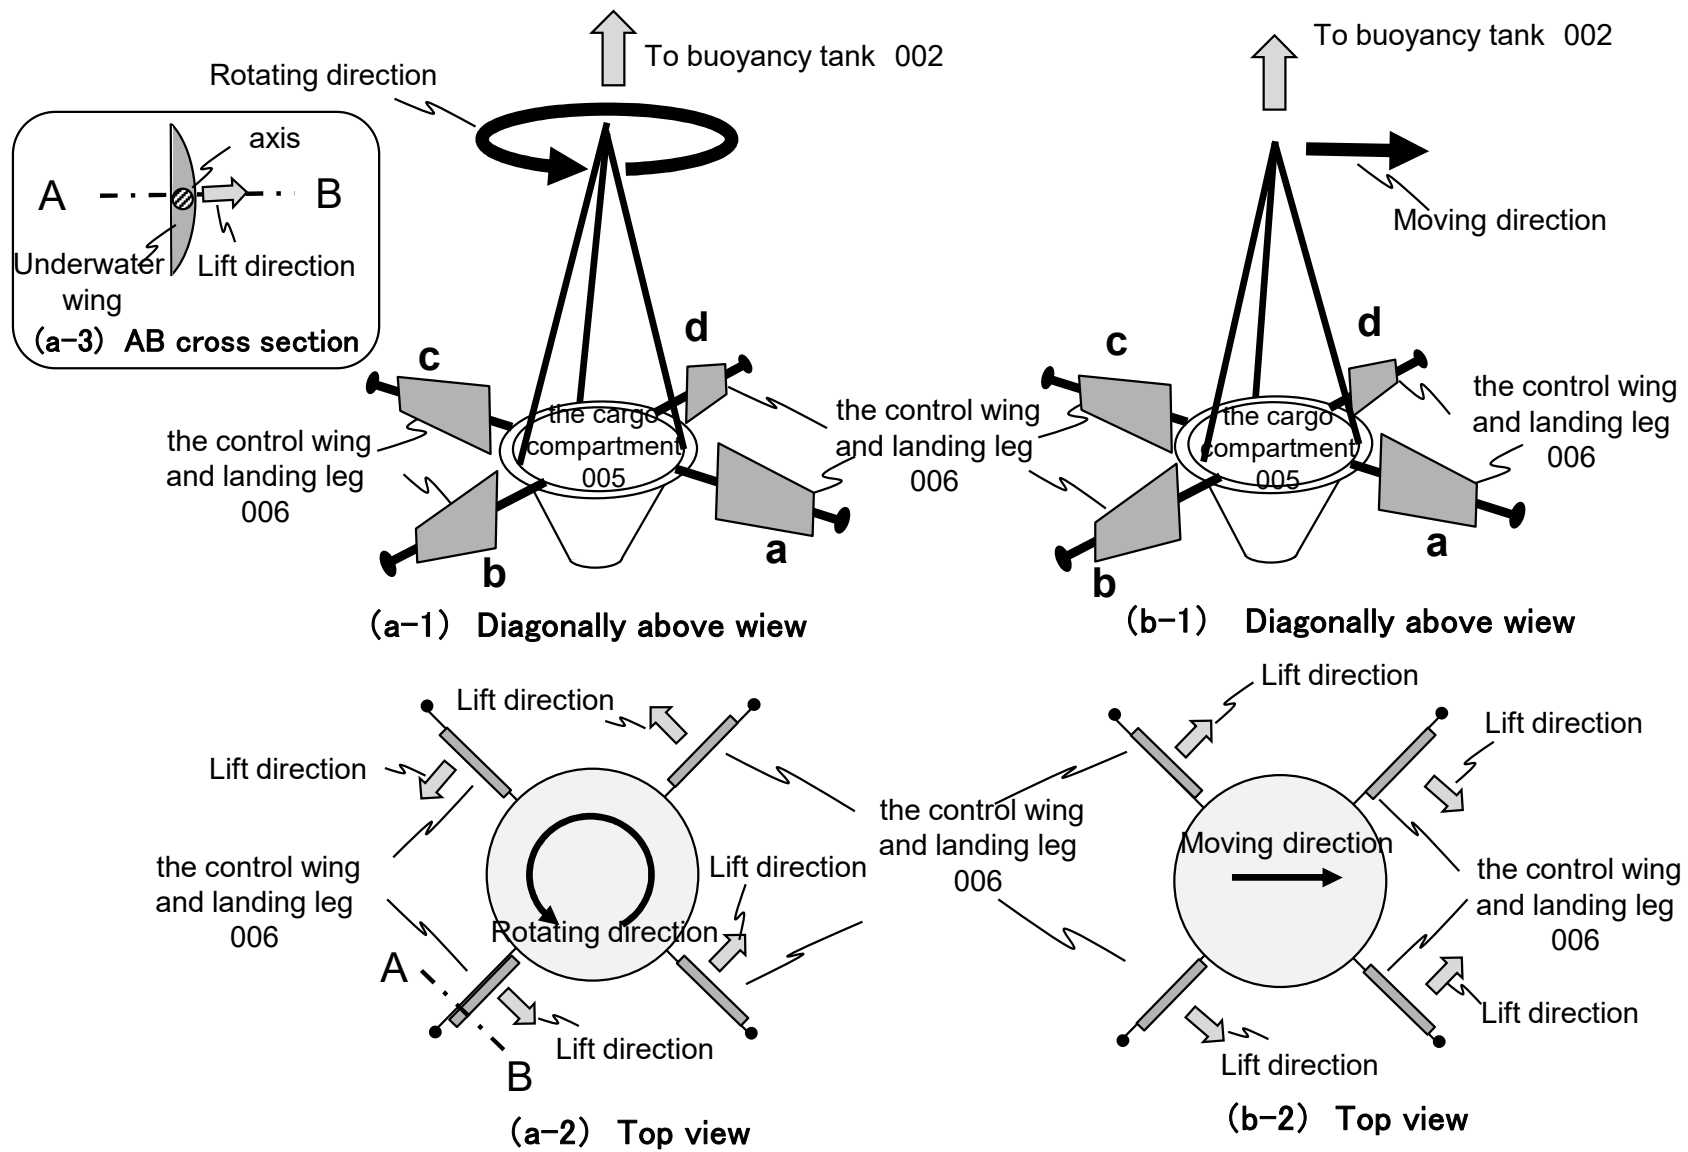 To buoyancy tank 002
Rotating direction
axis
A
B
Underwater
wing
Lift direction
(a-3) AB cross section
c
d
the cargo
compartment
005
the control wing
and landing leg
006
the control wing
and landing leg
006
a
b
(a-1) Diagonally above wiew
To buoyancy tank 002
Moving direction
c
d
the cargo
compartment
005
the control wing
and landing leg
006
a
b
(b-1) Diagonally above wiew
Lift direction
Lift direction
the control wing
and landing leg
006
Lift direction
Rotating direction
A
B
Lift direction
(a-2) Top view
the control wing
and landing leg
006
Lift direction
Lift direction
Moving direction
the control wing
and landing leg
006
Lift direction
Lift direction
(b-2) Top view